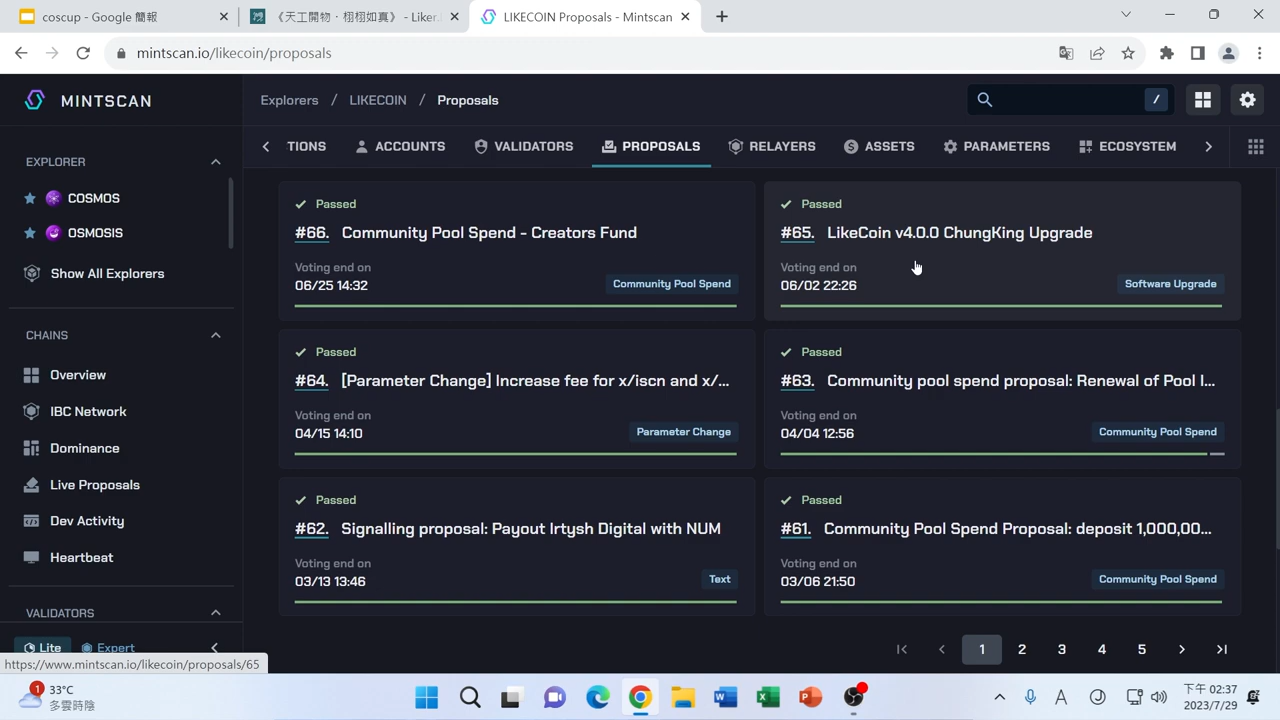 coscup - Google 簡報
《天工開物・栩栩如真》 - Liker.l
LIKECOIN Proposals - Mintscan
mintscan.io/likecoin/proposals
MINTSCAN
Explorers / LIKECOIN / Proposals
/
TIONS
ACCOUNTS
VALIDATORS
PROPOSALS
RELAYERS
ASSETS
PARAMETERS
ECOSYSTEM
EXPLORER
COSMOS
OSMOSIS
Show All Explorers
CHAINS
Overview
IBC Network
Dominance
Live Proposals
Dev Activity
Heartbeat
VALIDATORS
Lite
Expert
https://www.mintscan.io/likecoin/proposals/65
Passed
#66. Community Pool Spend - Creators Fund
Voting end on
06/25 14:32
Community Pool Spend
Passed
#65. LikeCoin v4.0.0 ChungKing Upgrade
Voting end on
06/02 22:26
Software Upgrade
Passed
#64. [Parameter Change] Increase fee for x/iscn and x/...
Voting end on
04/15 14:10
Parameter Change
Passed
#63. Community pool spend proposal: Renewal of Pool I...
Voting end on
04/04 12:56
Community Pool Spend
Passed
#62. Signalling proposal: Payout Irtysh Digital with NUM
Voting end on
03/13 13:46
Text
Passed
#61. Community Pool Spend Proposal: deposit 1,000,00...
Voting end on
03/06 21:50
Community Pool Spend
1 2 3 4 5
1
33°C
多雲時陰
下午 02:37
2023/7/29